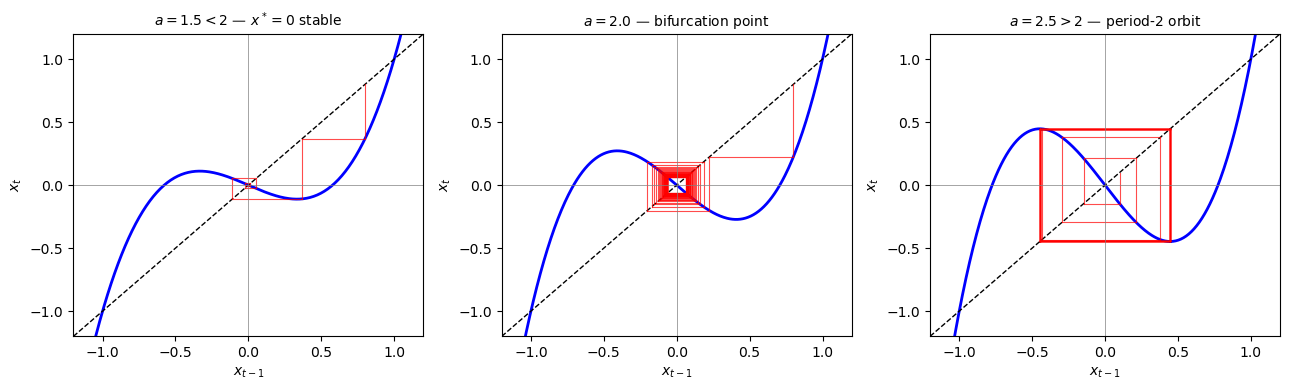 a = 1.5 < 2 — x* = 0 stable
1.0
0.5
0.0
−0.5
−1.0
x_t
−1.0 −0.5 0.0 0.5 1.0
x_{t−1}
a = 2.0 — bifurcation point
1.0
0.5
0.0
−0.5
−1.0
x_t
−1.0 −0.5 0.0 0.5 1.0
x_{t−1}
a = 2.5 > 2 — period-2 orbit
1.0
0.5
0.0
−0.5
−1.0
x_t
−1.0 −0.5 0.0 0.5 1.0
x_{t−1}